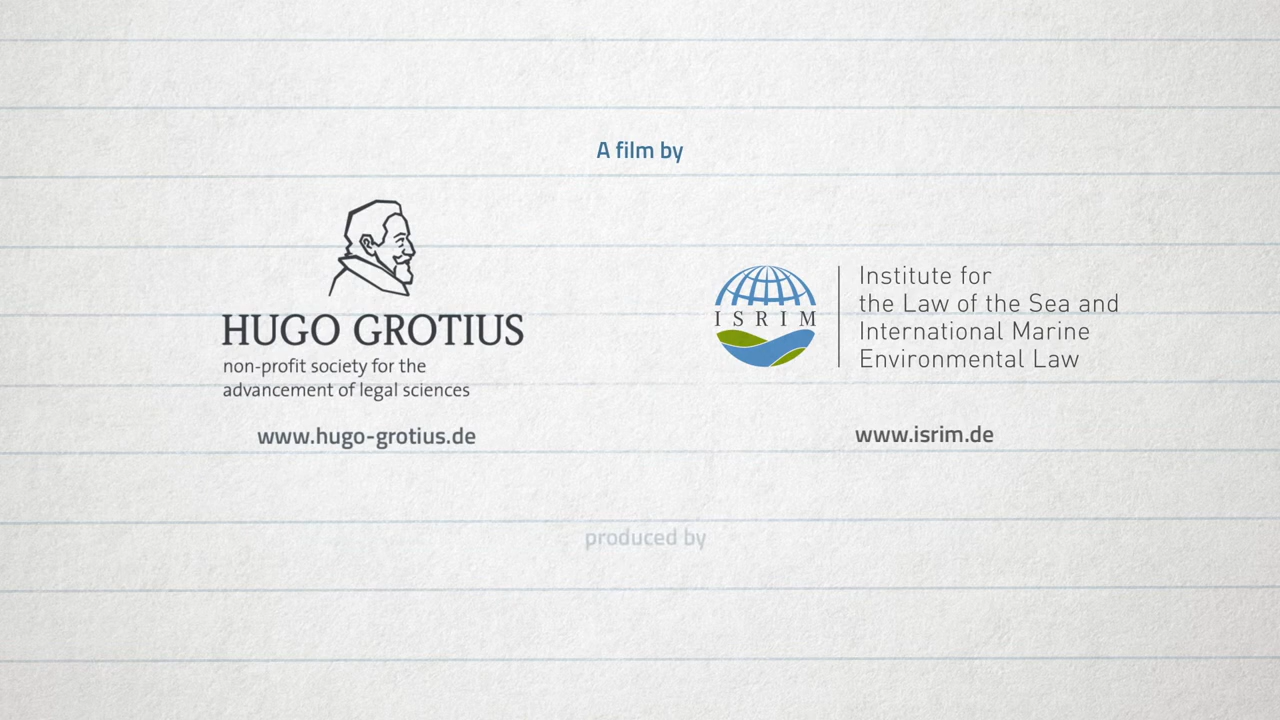 A film by
HUGO GROTIUS
non-profit society for the
advancement of legal sciences
www.hugo-grotius.de
ISRIM
Institute for
the Law of the Sea and
International Marine
Environmental Law
www.isrim.de
produced by